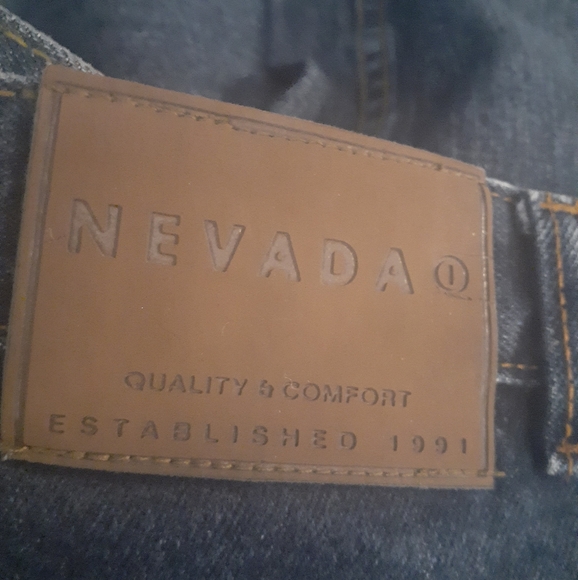 NEVADA Ⓘ
QUALITY & COMFORT
ESTABLISHED 1991